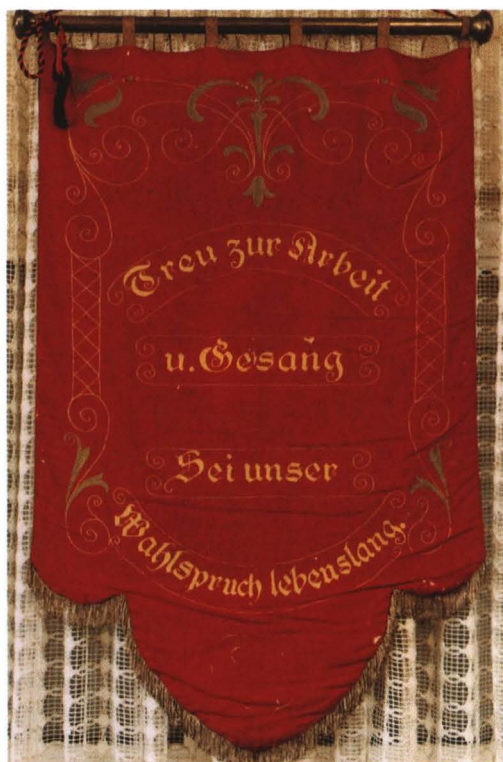 Treu zur Arbeit
u. Gesang
Sei unser
Wahlspruch lebenslang.